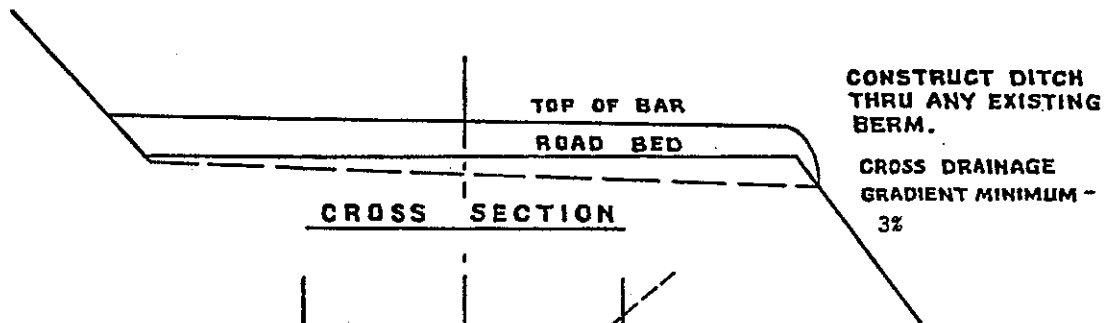 TOP OF BAR
ROAD BED
CROSS SECTION
CONSTRUCT DITCH
THRU ANY EXISTING
BERM.
CROSS DRAINAGE
GRADIENT MINIMUM -
3%